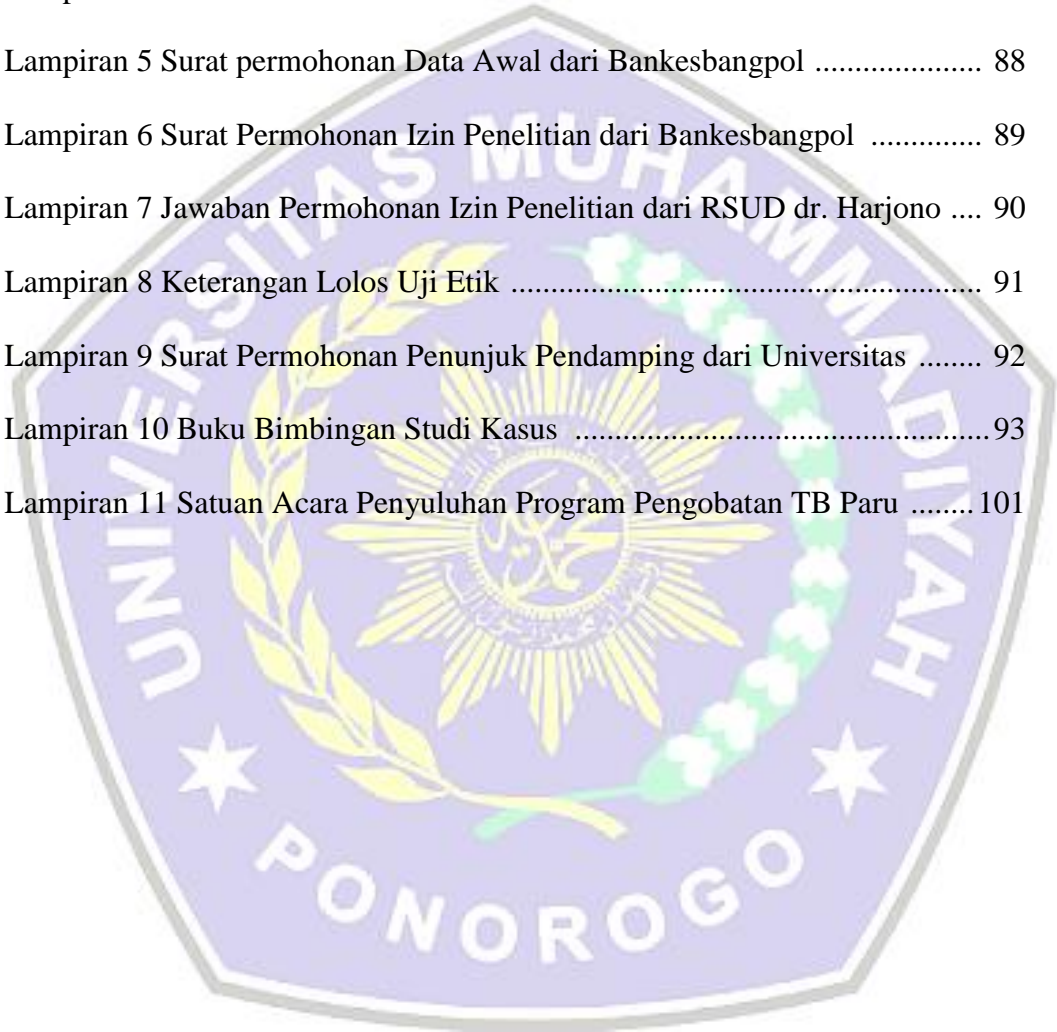 Lampiran 5 Surat permohonan Data Awal dari Bankesbangpol ..................... 88
Lampiran 6 Surat Permohonan Izin Penelitian dari Bankesbangpol .............. 89
Lampiran 7 Jawaban Permohonan Izin Penelitian dari RSUD dr. Harjono .... 90
Lampiran 8 Keterangan Lolos Uji Etik ........................................................... 91
Lampiran 9 Surat Permohonan Penunjuk Pendamping dari Universitas ........ 92
Lampiran 10 Buku Bimbingan Studi Kasus .................................................... 93
Lampiran 11 Satuan Acara Penyuluhan Program Pengobatan TB Paru ........ 101
UNIVERSITAS MUHAMMADIYAH
PONOROGO